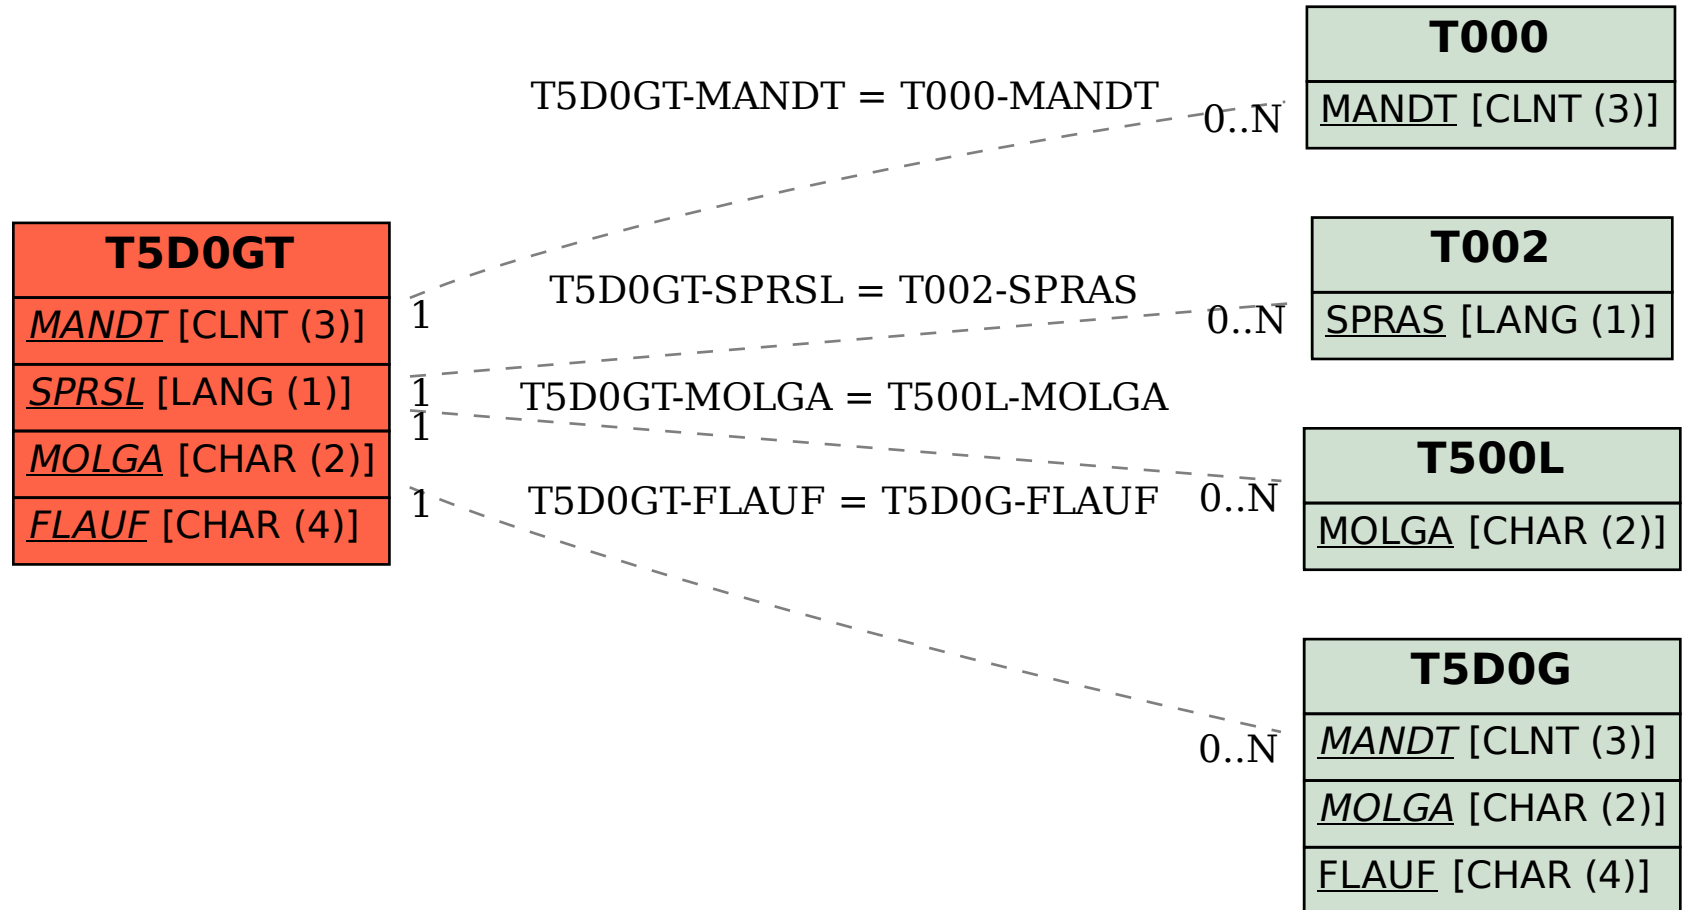 T5D0GT
MANDT [CLNT (3)]
SPRSL [LANG (1)]
MOLGA [CHAR (2)]
FLAUF [CHAR (4)]
T5D0GT-MANDT = T000-MANDT
1
0..N
T5D0GT-SPRSL = T002-SPRAS
1
0..N
T5D0GT-MOLGA = T500L-MOLGA
1
0..N
T5D0GT-FLAUF = T5D0G-FLAUF
1
0..N
T000
MANDT [CLNT (3)]
T002
SPRAS [LANG (1)]
T500L
MOLGA [CHAR (2)]
T5D0G
MANDT [CLNT (3)]
MOLGA [CHAR (2)]
FLAUF [CHAR (4)]